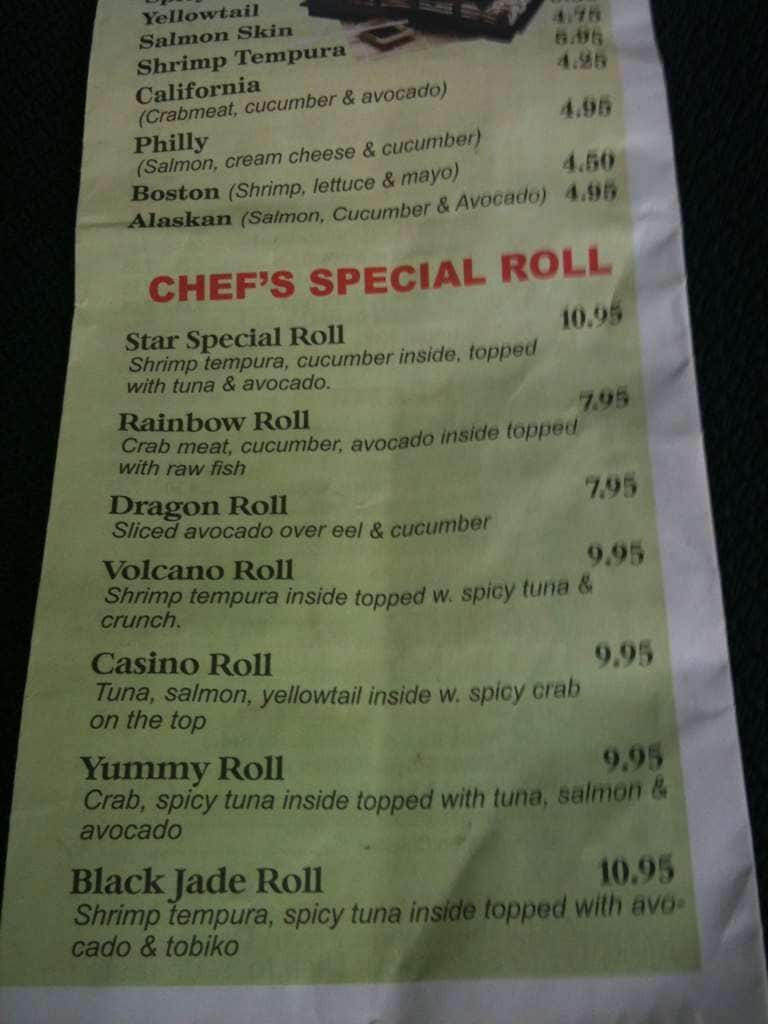 Yellowtail 4.75
Salmon Skin 5.95
Shrimp Tempura 4.25
California
(Crabmeat, cucumber & avocado) 4.95
Philly
(Salmon, cream cheese & cucumber)
Boston (Shrimp, lettuce & mayo) 4.50
Alaskan (Salmon, Cucumber & Avocado) 4.95
CHEF'S SPECIAL ROLL
Star Special Roll 10.95
Shrimp tempura, cucumber inside, topped
with tuna & avocado.
Rainbow Roll 7.95
Crab meat, cucumber, avocado inside topped
with raw fish
Dragon Roll 7.95
Sliced avocado over eel & cucumber
Volcano Roll 9.95
Shrimp tempura inside topped w. spicy tuna &
crunch.
Casino Roll 9.95
Tuna, salmon, yellowtail inside w. spicy crab
on the top
Yummy Roll 9.95
Crab, spicy tuna inside topped with tuna, salmon &
avocado
Black Jade Roll 10.95
Shrimp tempura, spicy tuna inside topped with avo-
cado & tobiko